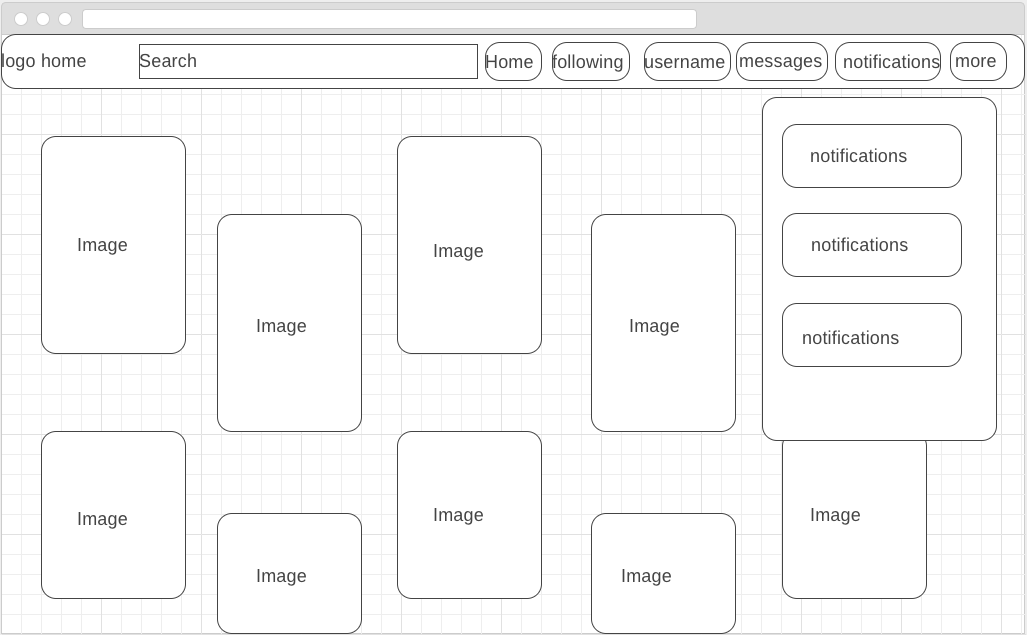 logo home
Search
Home
following
username
messages
notifications
more
notifications
notifications
notifications
Image
Image
Image
Image
Image
Image
Image
Image
Image